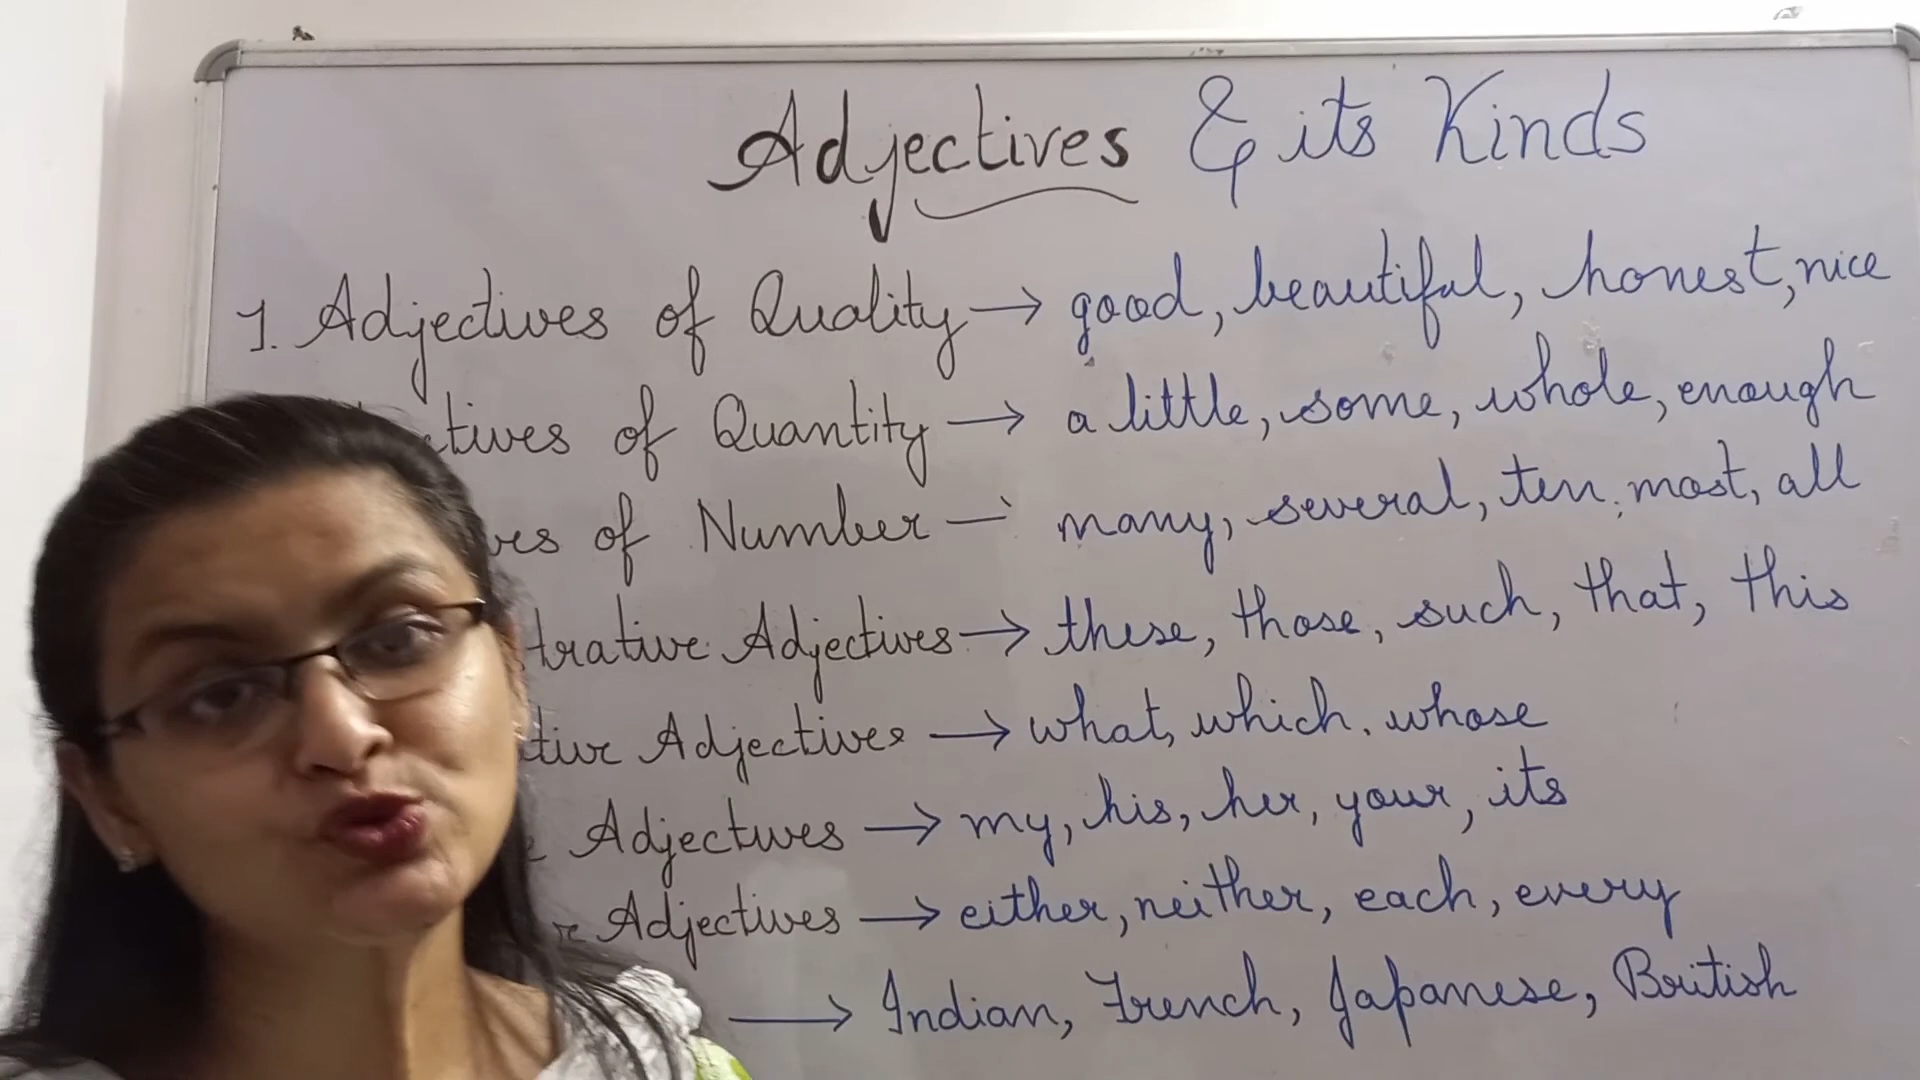 Adjectives & its Kinds
1. Adjectives of Quality → good, beautiful, honest, nice
ctives of Quantity → a little, some, whole, enough
ves of Number — many, several, ten, most, all
trative Adjectives → these, those, such, that, this
tive Adjectives → what, which, whose
e Adjectives → my, his, her, your, its
ve Adjectives → either, neither, each, every
→ Indian, French, Japanese, British